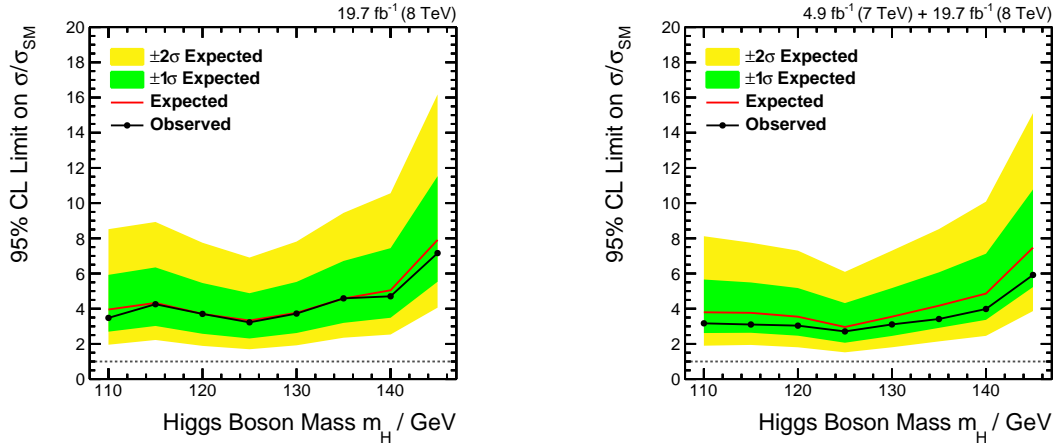 19.7 fb⁻¹ (8 TeV)
95% CL Limit on σ/σ_SM
20
18
16
14
12
10
8
6
4
2
0
±2σ Expected
±1σ Expected
Expected
Observed
110 120 130 140
Higgs Boson Mass m_H / GeV
4.9 fb⁻¹ (7 TeV) + 19.7 fb⁻¹ (8 TeV)
95% CL Limit on σ/σ_SM
20
18
16
14
12
10
8
6
4
2
0
±2σ Expected
±1σ Expected
Expected
Observed
110 120 130 140
Higgs Boson Mass m_H / GeV